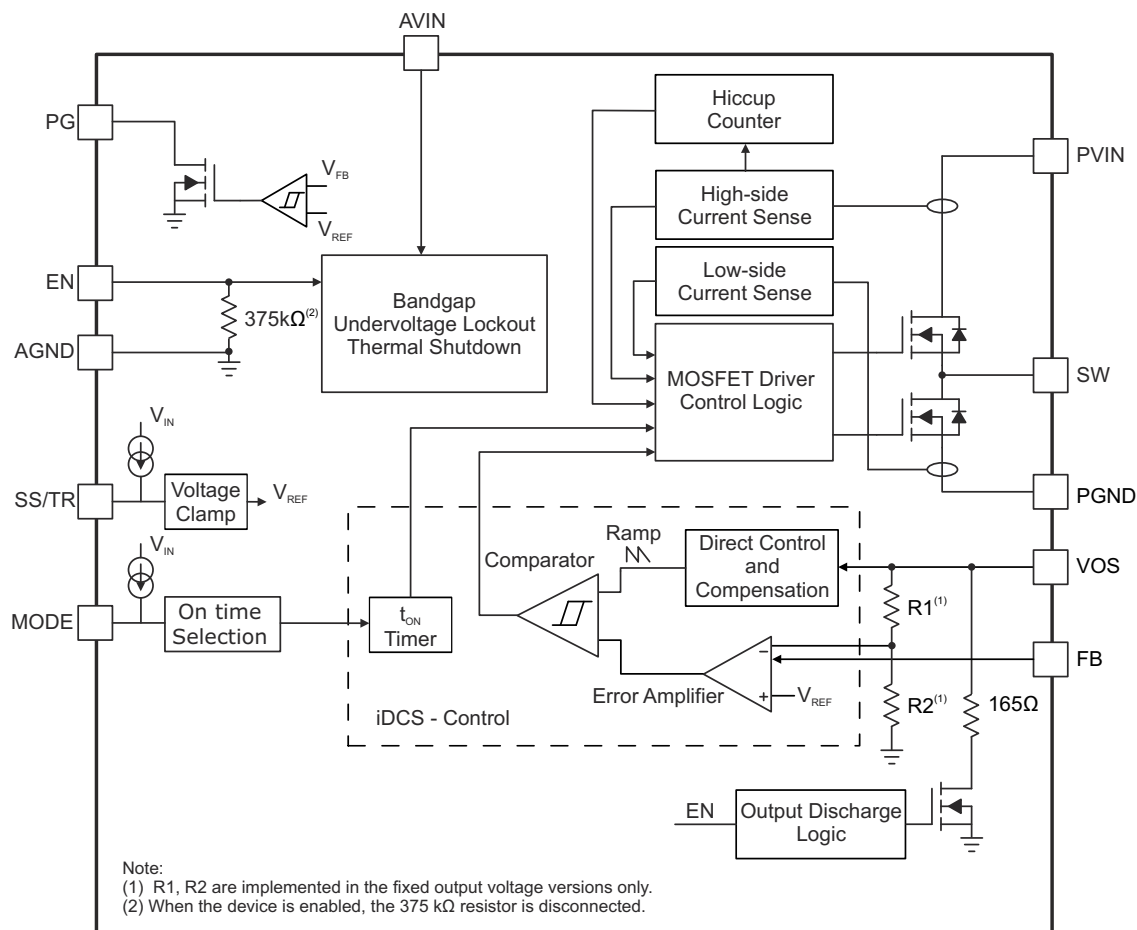 AVIN
PG
V_FB
V_REF
Hiccup
Counter
PVIN
High-side
Current Sense
Low-side
Current Sense
EN
375kΩ(2)
AGND
Bandgap
Undervoltage Lockout
Thermal Shutdown
MOSFET Driver
Control Logic
SW
V_IN
SS/TR
Voltage
Clamp
V_REF
PGND
V_IN
MODE
On time
Selection
t_ON
Timer
Comparator
Ramp
Direct Control
and
Compensation
VOS
R1(1)
FB
−
+
V_REF
Error Amplifier
R2(1)
165Ω
iDCS - Control
EN
Output Discharge
Logic
Note:
(1) R1, R2 are implemented in the fixed output voltage versions only.
(2) When the device is enabled, the 375 kΩ resistor is disconnected.